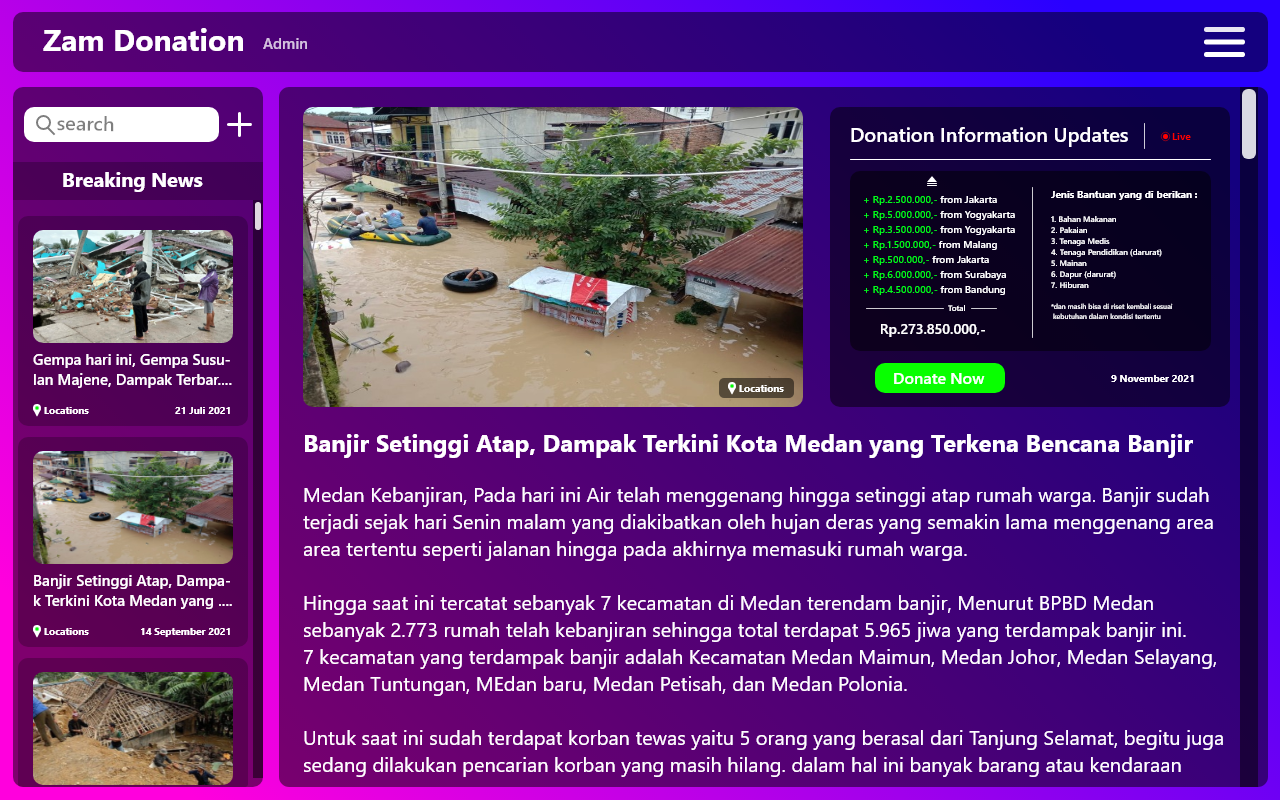 Zam Donation Admin
search
Breaking News
Gempa hari ini, Gempa Susu-
lan Majene, Dampak Terbar....
Locations 21 Juli 2021
Banjir Setinggi Atap, Dampa-
k Terkini Kota Medan yang ....
Locations 14 September 2021
Locations
Donation Information Updates Live
+ Rp.2.500.000,- from Jakarta
+ Rp.5.000.000,- from Yogyakarta
+ Rp.3.500.000,- from Yogyakarta
+ Rp.1.500.000,- from Malang
+ Rp.500.000,- from Jakarta
+ Rp.6.000.000,- from Surabaya
+ Rp.4.500.000,- from Bandung
Total
Rp.273.850.000,-
Jenis Bantuan yang di berikan :
1. Bahan Makanan
2. Pakaian
3. Tenaga Medis
4. Tenaga Pendidikan (darurat)
5. Mainan
6. Dapur (darurat)
7. Hiburan
*dan masih bisa di riset kembali sesuai
kebutuhan dalam kondisi tertentu
Donate Now 9 November 2021
Banjir Setinggi Atap, Dampak Terkini Kota Medan yang Terkena Bencana Banjir
Medan Kebanjiran, Pada hari ini Air telah menggenang hingga setinggi atap rumah warga. Banjir sudah
terjadi sejak hari Senin malam yang diakibatkan oleh hujan deras yang semakin lama menggenang area
area tertentu seperti jalanan hingga pada akhirnya memasuki rumah warga.
Hingga saat ini tercatat sebanyak 7 kecamatan di Medan terendam banjir, Menurut BPBD Medan
sebanyak 2.773 rumah telah kebanjiran sehingga total terdapat 5.965 jiwa yang terdampak banjir ini.
7 kecamatan yang terdampak banjir adalah Kecamatan Medan Maimun, Medan Johor, Medan Selayang,
Medan Tuntungan, MEdan baru, Medan Petisah, dan Medan Polonia.
Untuk saat ini sudah terdapat korban tewas yaitu 5 orang yang berasal dari Tanjung Selamat, begitu juga
sedang dilakukan pencarian korban yang masih hilang. dalam hal ini banyak barang atau kendaraan